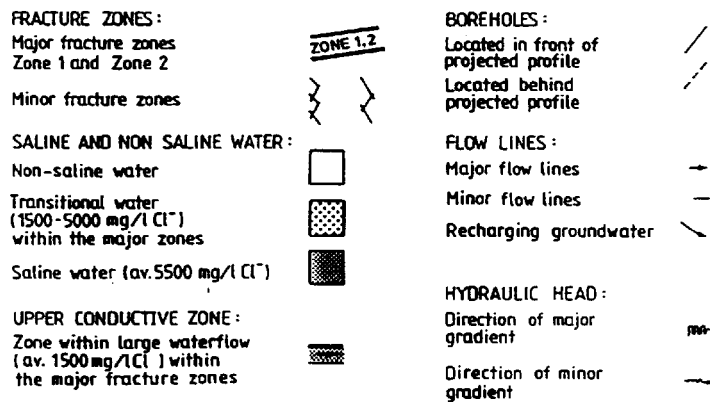 FRACTURE ZONES:
Major fracture zones
Zone 1 and Zone 2
ZONE 1,2
Minor fracture zones
SALINE AND NON SALINE WATER:
Non-saline water
Transitional water
(1500-5000 mg/l Cl⁻)
within the major zones
Saline water (av. 5500 mg/l Cl⁻)
UPPER CONDUCTIVE ZONE:
Zone within large waterflow
(av. 1500 mg/l Cl ) within
the major fracture zones
BOREHOLES:
Located in front of
projected profile
Located behind
projected profile
FLOW LINES:
Major flow lines
Minor flow lines
Recharging groundwater
HYDRAULIC HEAD:
Direction of major
gradient
Direction of minor
gradient